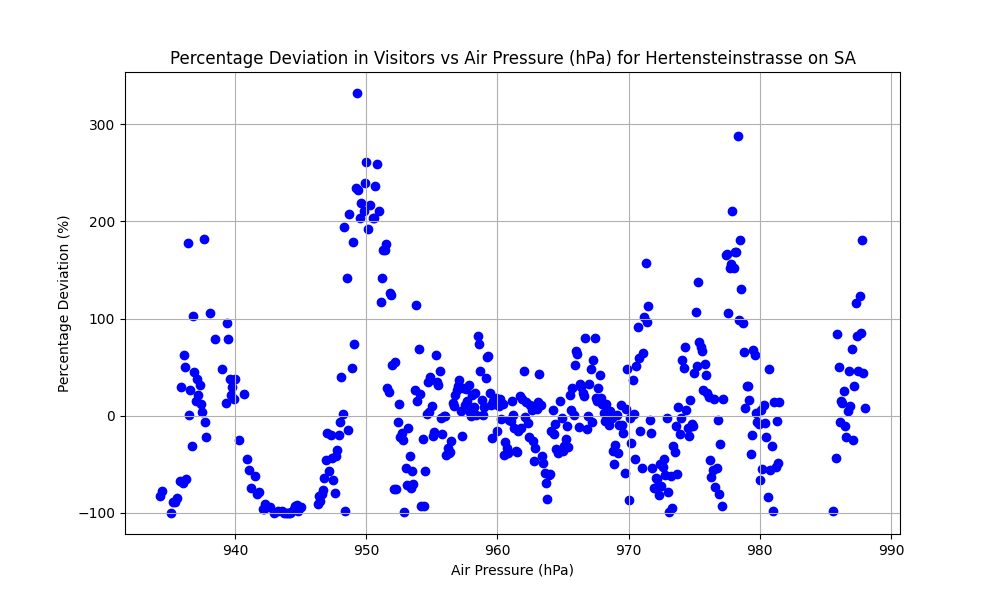 Percentage Deviation in Visitors vs Air Pressure (hPa) for Hertensteinstrasse on SA
300
200
100
0
−100
Percentage Deviation (%)
940 950 960 970 980 990
Air Pressure (hPa)